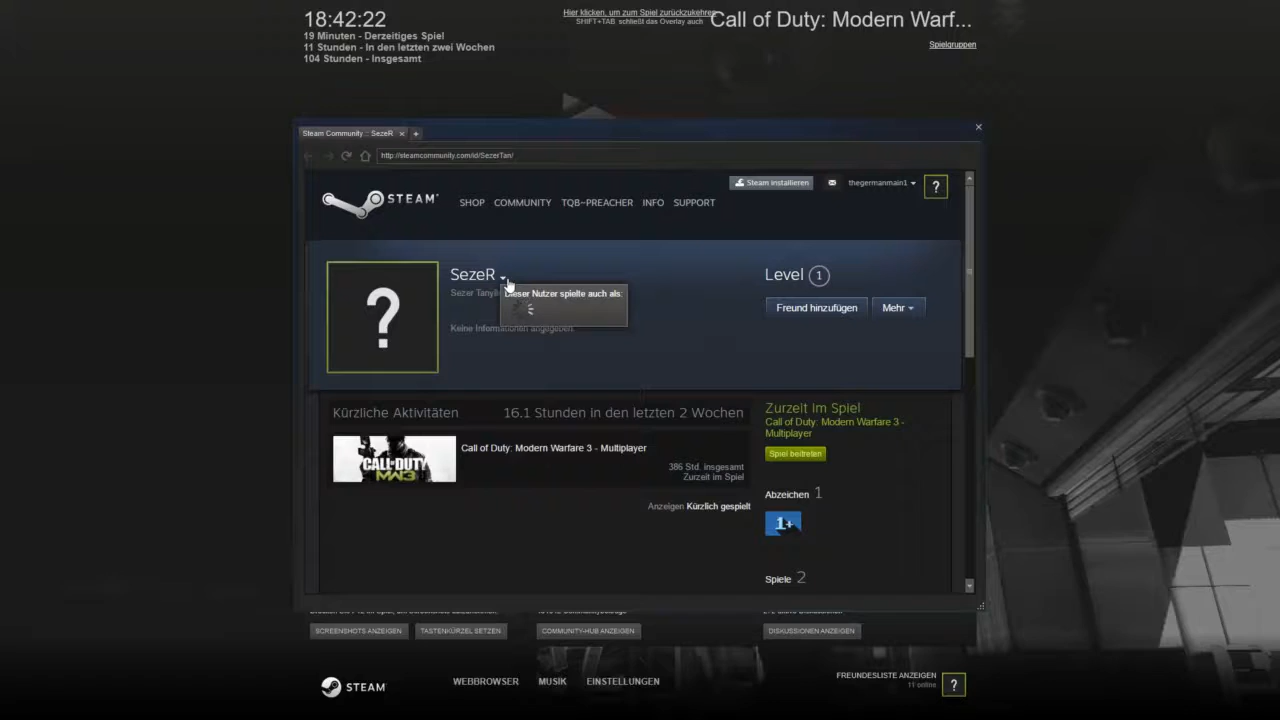 18:42:22
19 Minuten - Derzeitiges Spiel
11 Stunden - In den letzten zwei Wochen
104 Stunden - Insgesamt
Hier klicken, um zum Spiel zurückzukehren
SHIFT+TAB schließt das Overlay auch
Call of Duty: Modern Warf...
Spielgruppen
Steam Community :: SezeR
http://steamcommunity.com/id/SezerTan/
Steam installieren
thegermanmain1
?
STEAM
SHOP COMMUNITY TQB-PREACHER INFO SUPPORT
?
SezeR
Sezer
Dieser Nutzer spielte auch als:
Keine Informationen angegeben.
Level 1
Freund hinzufügen
Mehr
Kürzliche Aktivitäten
16.1 Stunden in den letzten 2 Wochen
CALL·DUTY
MW3
Call of Duty: Modern Warfare 3 - Multiplayer
386 Std. insgesamt
Zurzeit im Spiel
Anzeigen Kürzlich gespielt
Zurzeit im Spiel
Call of Duty: Modern Warfare 3 -
Multiplayer
Spiel beitreten
Abzeichen 1
1+
Spiele 2
SCREENSHOTS ANZEIGEN
TASTENKÜRZEL SETZEN
COMMUNITY-HUB ANZEIGEN
DISKUSSIONEN ANZEIGEN
STEAM
WEBBROWSER MUSIK EINSTELLUNGEN
FREUNDESLISTE ANZEIGEN
11 online
?